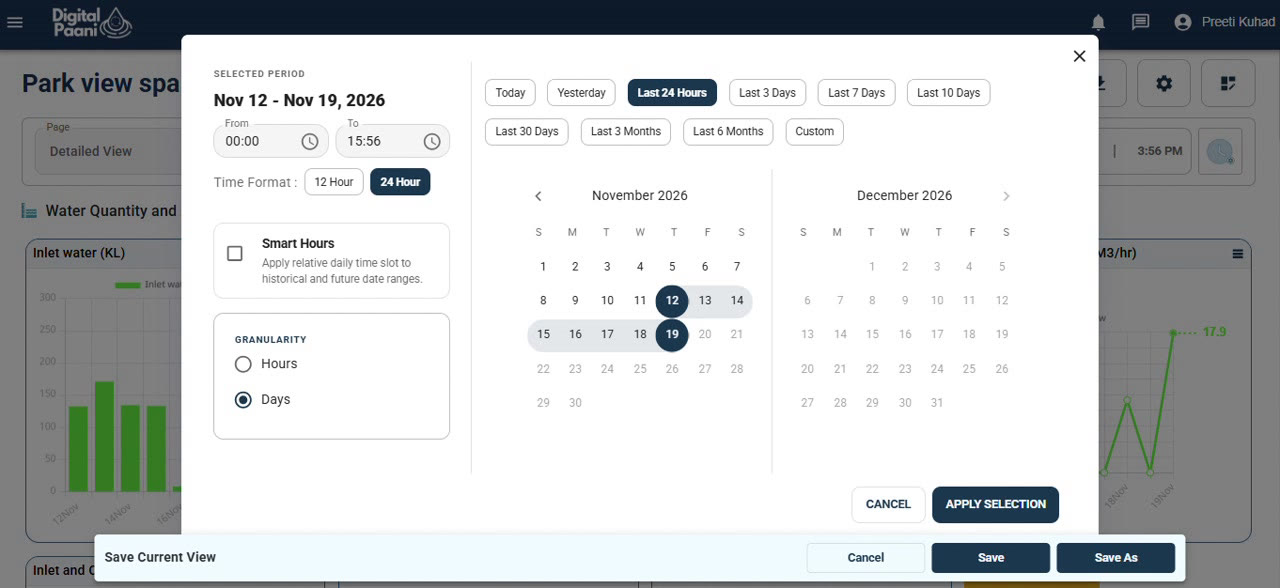 Digital
Paani
Preeti Kuhad
Park view spa
Page
Detailed View
3:56 PM
Water Quantity and
Inlet water (KL)
M3/hr)
Inlet wa
300
250
200
150
100
50
0
12Nov
14Nov
16Nov
17.9
18Nov
19Nov
Inlet and
SELECTED PERIOD
Nov 12 - Nov 19, 2026
From
00:00
To
15:56
Time Format :
12 Hour
24 Hour
Smart Hours
Apply relative daily time slot to
historical and future date ranges.
GRANULARITY
Hours
Days
Today
Yesterday
Last 24 Hours
Last 3 Days
Last 7 Days
Last 10 Days
Last 30 Days
Last 3 Months
Last 6 Months
Custom
November 2026
S M T W T F S
1 2 3 4 5 6 7
8 9 10 11 12 13 14
15 16 17 18 19 20 21
22 23 24 25 26 27 28
29 30
December 2026
S M T W T F S
1 2 3 4 5
6 7 8 9 10 11 12
13 14 15 16 17 18 19
20 21 22 23 24 25 26
27 28 29 30 31
CANCEL
APPLY SELECTION
Save Current View
Cancel
Save
Save As